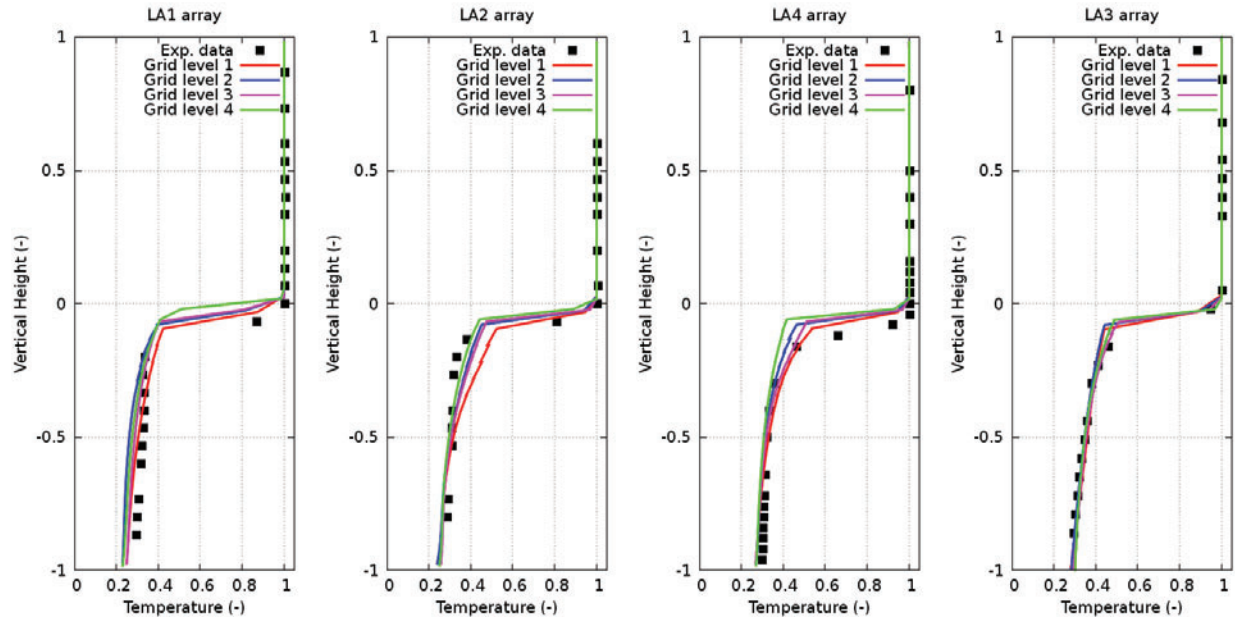 LA1 array
1
0.5
0
-0.5
-1
Vertical Height (-)
Exp. data
Grid level 1
Grid level 2
Grid level 3
Grid level 4
0 0.2 0.4 0.6 0.8 1
Temperature (-)
LA2 array
1
0.5
0
-0.5
-1
Vertical Height (-)
Exp. data
Grid level 1
Grid level 2
Grid level 3
Grid level 4
0 0.2 0.4 0.6 0.8 1
Temperature (-)
LA4 array
1
0.5
0
-0.5
-1
Vertical Height (-)
Exp. data
Grid level 1
Grid level 2
Grid level 3
Grid level 4
0 0.2 0.4 0.6 0.8 1
Temperature (-)
LA3 array
1
0.5
0
-0.5
-1
Vertical Height (-)
Exp. data
Grid level 1
Grid level 2
Grid level 3
Grid level 4
0 0.2 0.4 0.6 0.8 1
Temperature (-)